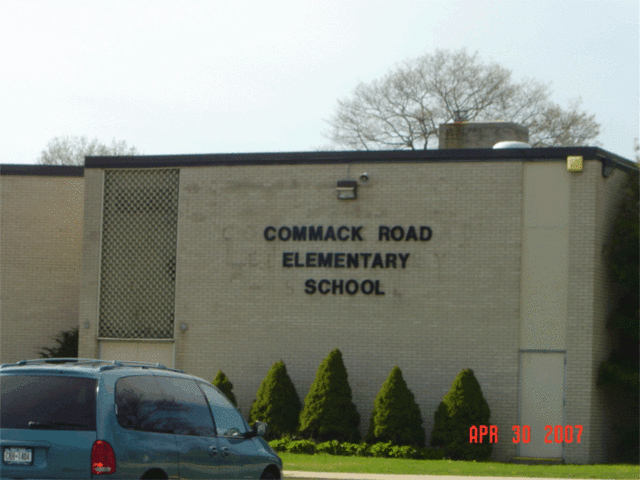 COMMACK ROAD
ELEMENTARY
SCHOOL
APR 30 2007